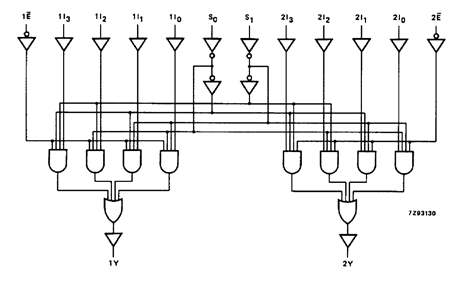 1Ē 1I₃ 1I₂ 1I₁ 1I₀ S₀ S₁ 2I₃ 2I₂ 2I₁ 2I₀ 2Ē
7Z93130
1Y 2Y